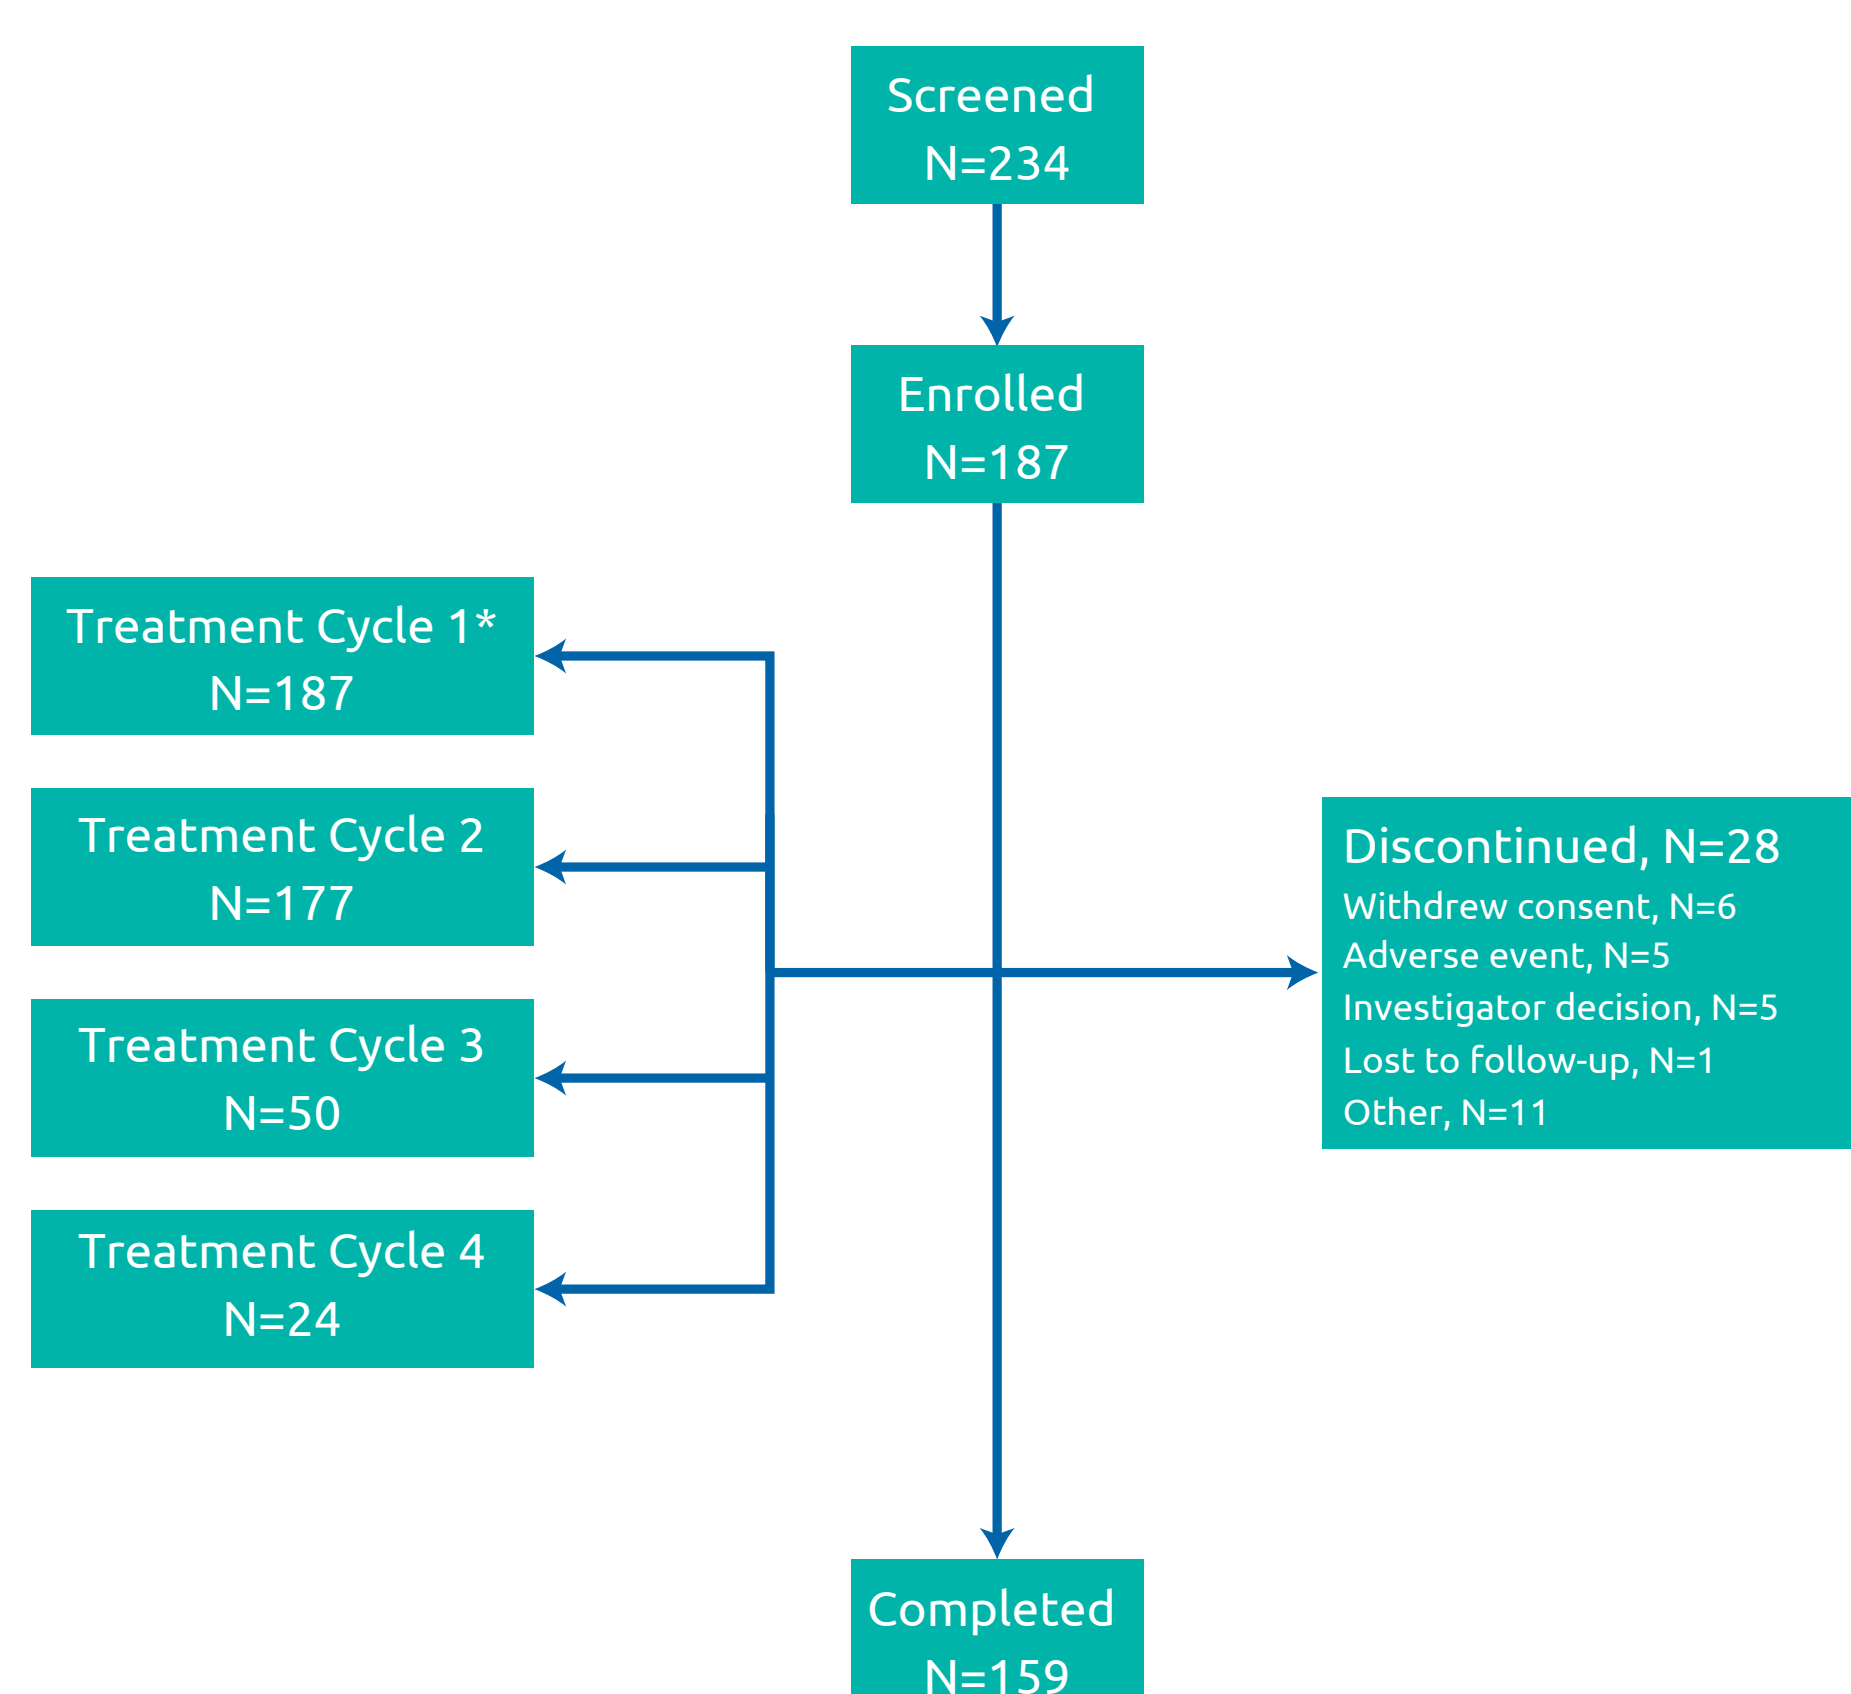 Screened
N=234
Enrolled
N=187
Treatment Cycle 1*
N=187
Treatment Cycle 2
N=177
Treatment Cycle 3
N=50
Treatment Cycle 4
N=24
Discontinued, N=28
Withdrew consent, N=6
Adverse event, N=5
Investigator decision, N=5
Lost to follow-up, N=1
Other, N=11
Completed
N=159